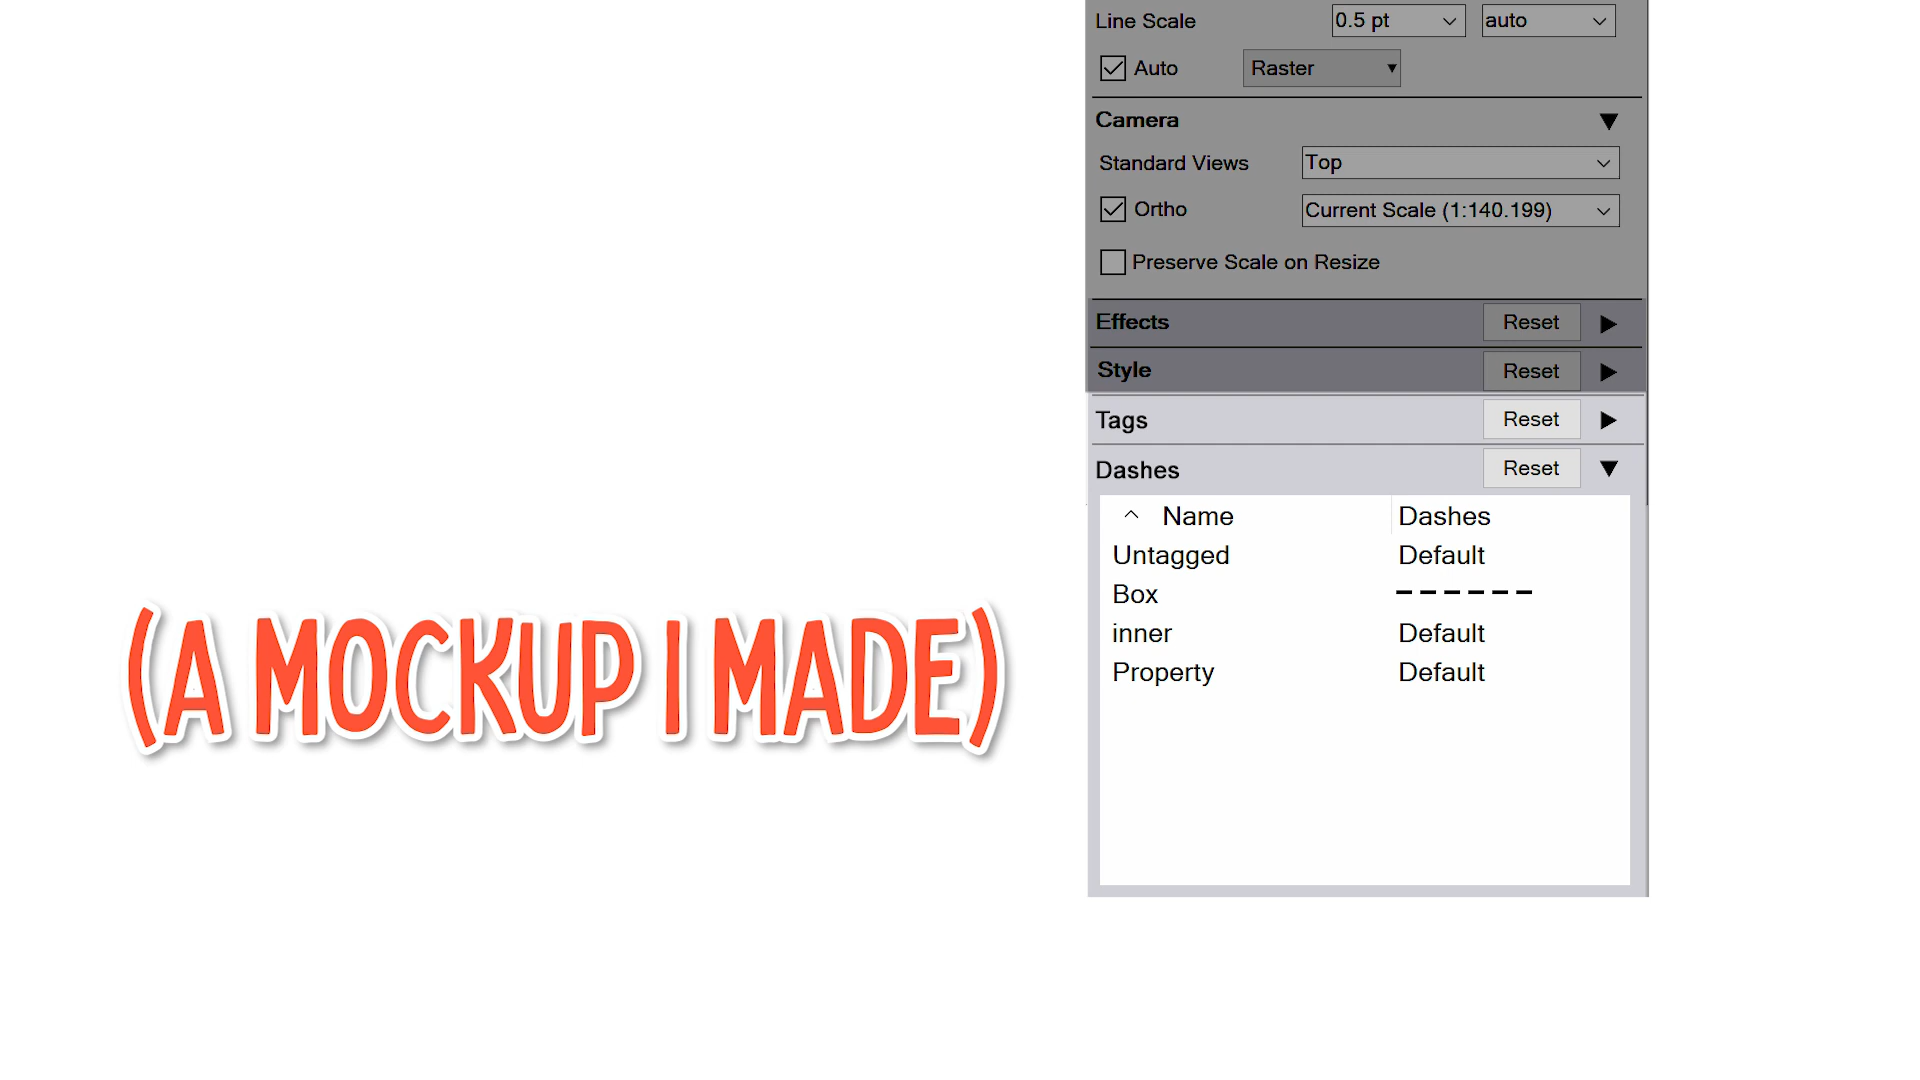 Line Scale 0.5 pt auto
Auto Raster
Camera
Standard Views Top
Ortho Current Scale (1:140.199)
Preserve Scale on Resize
Effects Reset
Style Reset
Tags Reset
Dashes Reset
Name Dashes
Untagged Default
Box
inner Default
(A MOCKUP I MADE)
Property Default